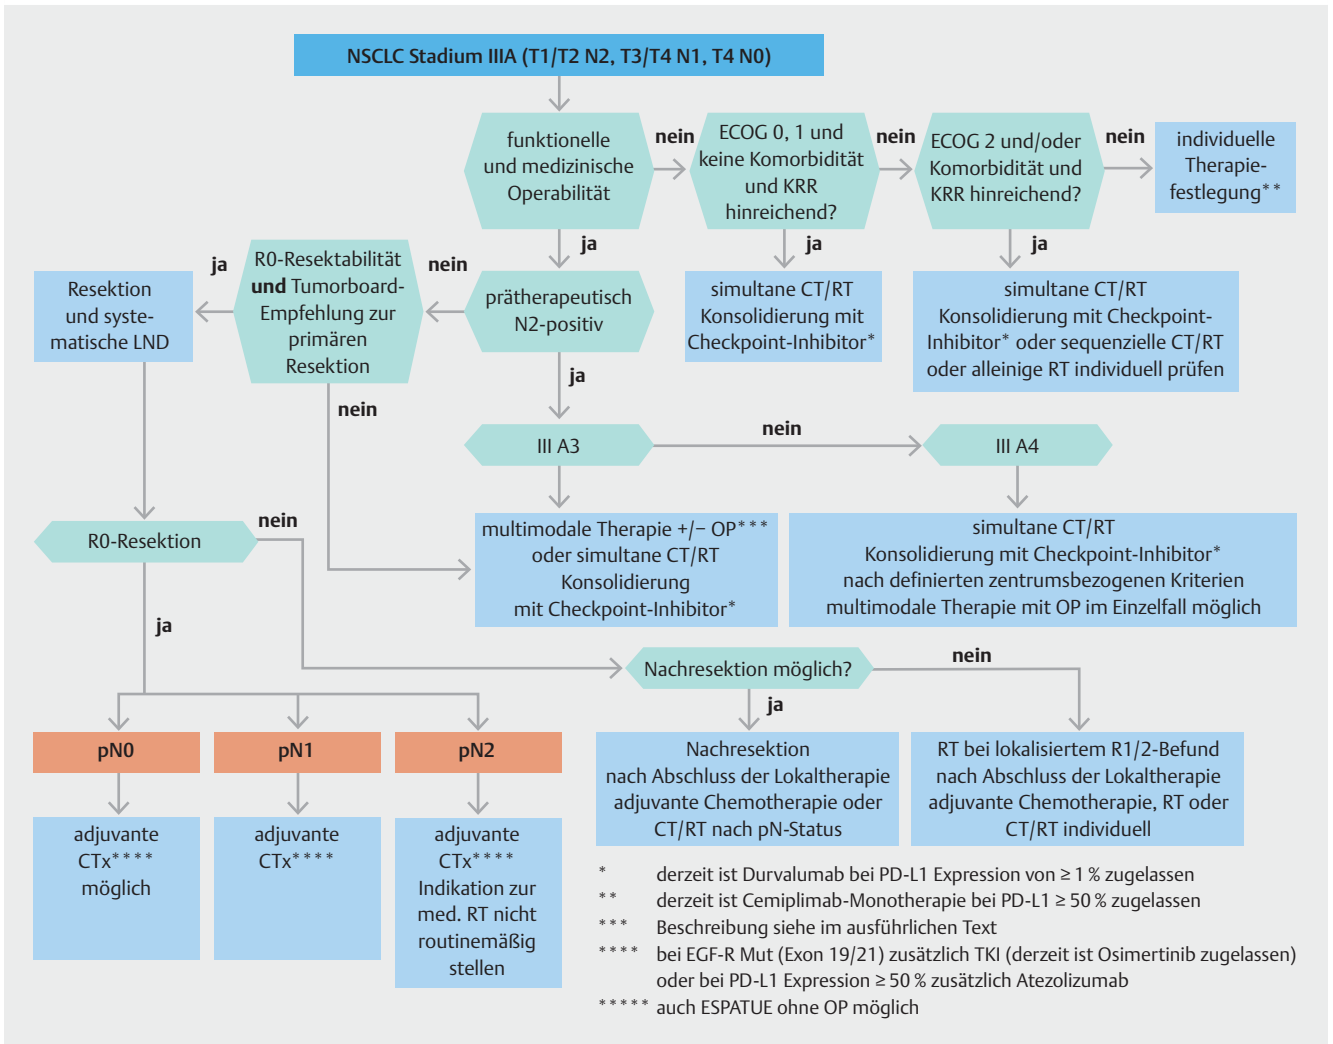 NSCLC Stadium IIIA (T1/T2 N2, T3/T4 N1, T4 N0)
funktionelle
und medizinische
Operabilität
nein
ECOG 0, 1 und
keine Komorbidität
und KRR
hinreichend?
nein
ECOG 2 und/oder
Komorbidität und
KRR hinreichend?
nein
individuelle
Therapie-
festlegung**
ja
ja
ja
Resektion
und syste-
matische LND
ja
R0-Resektabilität
und Tumorboard-
Empfehlung zur
primären
Resektion
nein
prätherapeutisch
N2-positiv
simultane CT/RT
Konsolidierung mit
Checkpoint-Inhibitor*
simultane CT/RT
Konsolidierung mit Checkpoint-
Inhibitor* oder sequenzielle CT/RT
oder alleinige RT individuell prüfen
nein
ja
III A3
nein
III A4
R0-Resektion
nein
multimodale Therapie +/– OP***
oder simultane CT/RT
Konsolidierung
mit Checkpoint-Inhibitor*
simultane CT/RT
Konsolidierung mit Checkpoint-Inhibitor*
nach definierten zentrumsbezogenen Kriterien
multimodale Therapie mit OP im Einzelfall möglich
ja
Nachresektion möglich?
nein
ja
pN0
pN1
pN2
Nachresektion
nach Abschluss der Lokaltherapie
adjuvante Chemotherapie oder
CT/RT nach pN-Status
RT bei lokalisiertem R1/2-Befund
nach Abschluss der Lokaltherapie
adjuvante Chemotherapie, RT oder
CT/RT individuell
adjuvante
CTx****
möglich
adjuvante
CTx****
adjuvante
CTx****
Indikation zur
med. RT nicht
routinemäßig
stellen
* derzeit ist Durvalumab bei PD-L1 Expression von ≥ 1 % zugelassen
** derzeit ist Cemiplimab-Monotherapie bei PD-L1 ≥ 50 % zugelassen
*** Beschreibung siehe im ausführlichen Text
**** bei EGF-R Mut (Exon 19/21) zusätzlich TKI (derzeit ist Osimertinib zugelassen)
oder bei PD-L1 Expression ≥ 50 % zusätzlich Atezolizumab
***** auch ESPATUE ohne OP möglich